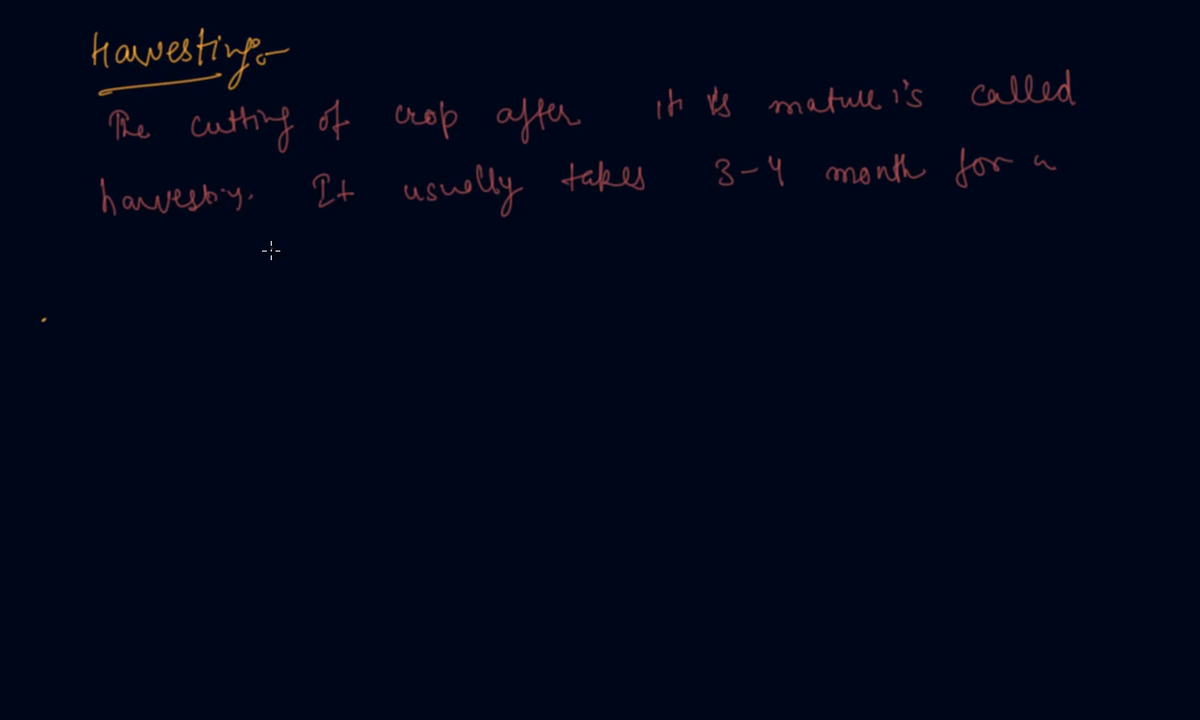 Harvesting:-
The cutting of crop after it is mature is called
harvesting. It usually takes 3-4 month for a